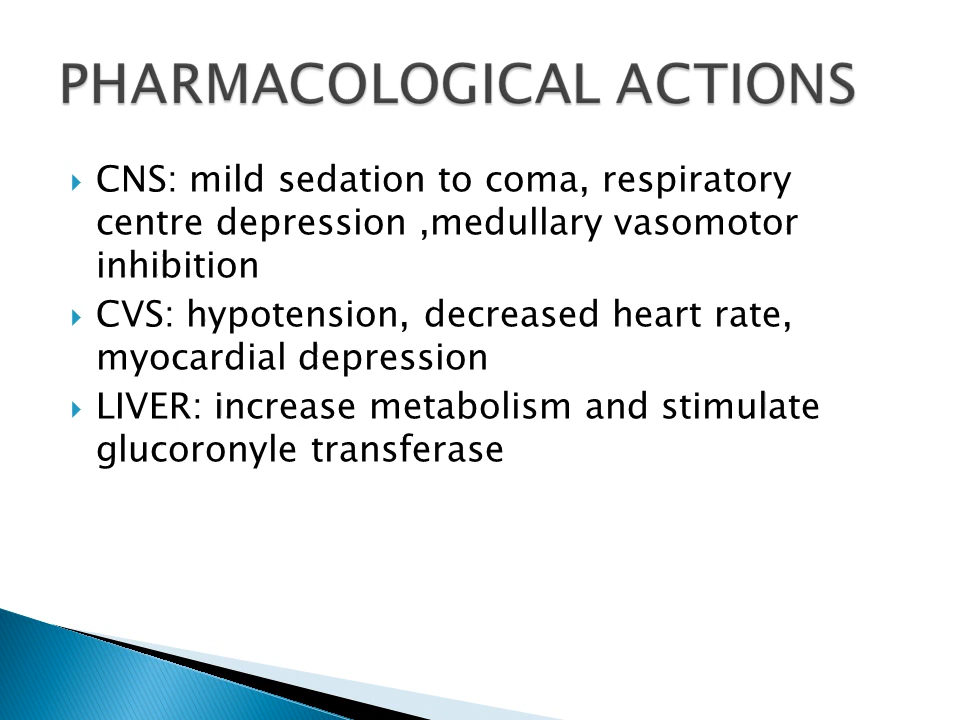 PHARMACOLOGICAL ACTIONS
CNS: mild sedation to coma, respiratory
centre depression ,medullary vasomotor
inhibition
CVS: hypotension, decreased heart rate,
myocardial depression
LIVER: increase metabolism and stimulate
glucoronyle transferase